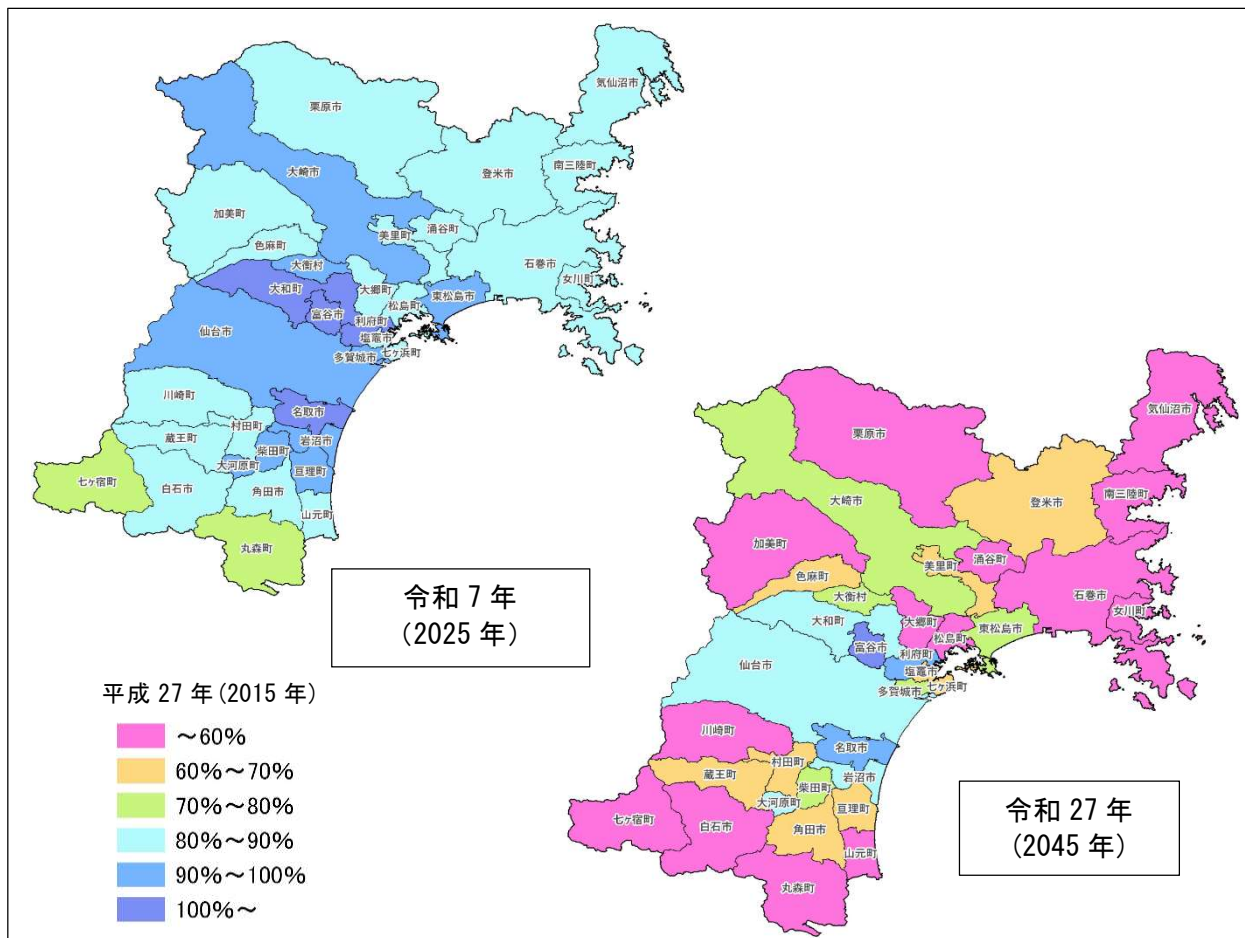 気仙沼市
栗原市
南三陸町
登米市
大崎市
加美町
美里町
涌谷町
色麻町
石巻市
女川町
大衡村
大和町
大郷町
東松島市
松島町
富谷市
利府町
仙台市
塩竈市
多賀城市
七ヶ浜町
川崎町
名取市
村田町
岩沼市
蔵王町
柴田町
大河原町
亘理町
七ヶ宿町
白石市
角田市
山元町
丸森町
令和7年
(2025年)
平成27年(2015年)
～60%
60%～70%
70%～80%
80%～90%
90%～100%
100%～
気仙沼市
栗原市
南三陸町
登米市
大崎市
加美町
美里町
涌谷町
色麻町
石巻市
女川町
大衡村
大和町
大郷町
東松島市
松島町
富谷市
利府町
仙台市
塩竈市
多賀城市
七ヶ浜町
川崎町
名取市
村田町
岩沼市
蔵王町
柴田町
大河原町
亘理町
七ヶ宿町
白石市
角田市
山元町
丸森町
令和27年
(2045年)